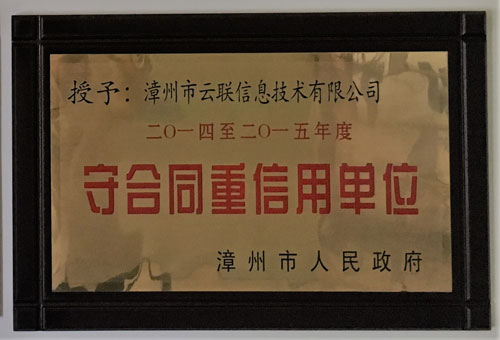 授予：漳州市云联信息技术有限公司
二〇一四至二〇一五年度
守合同重信用单位
漳州市人民政府